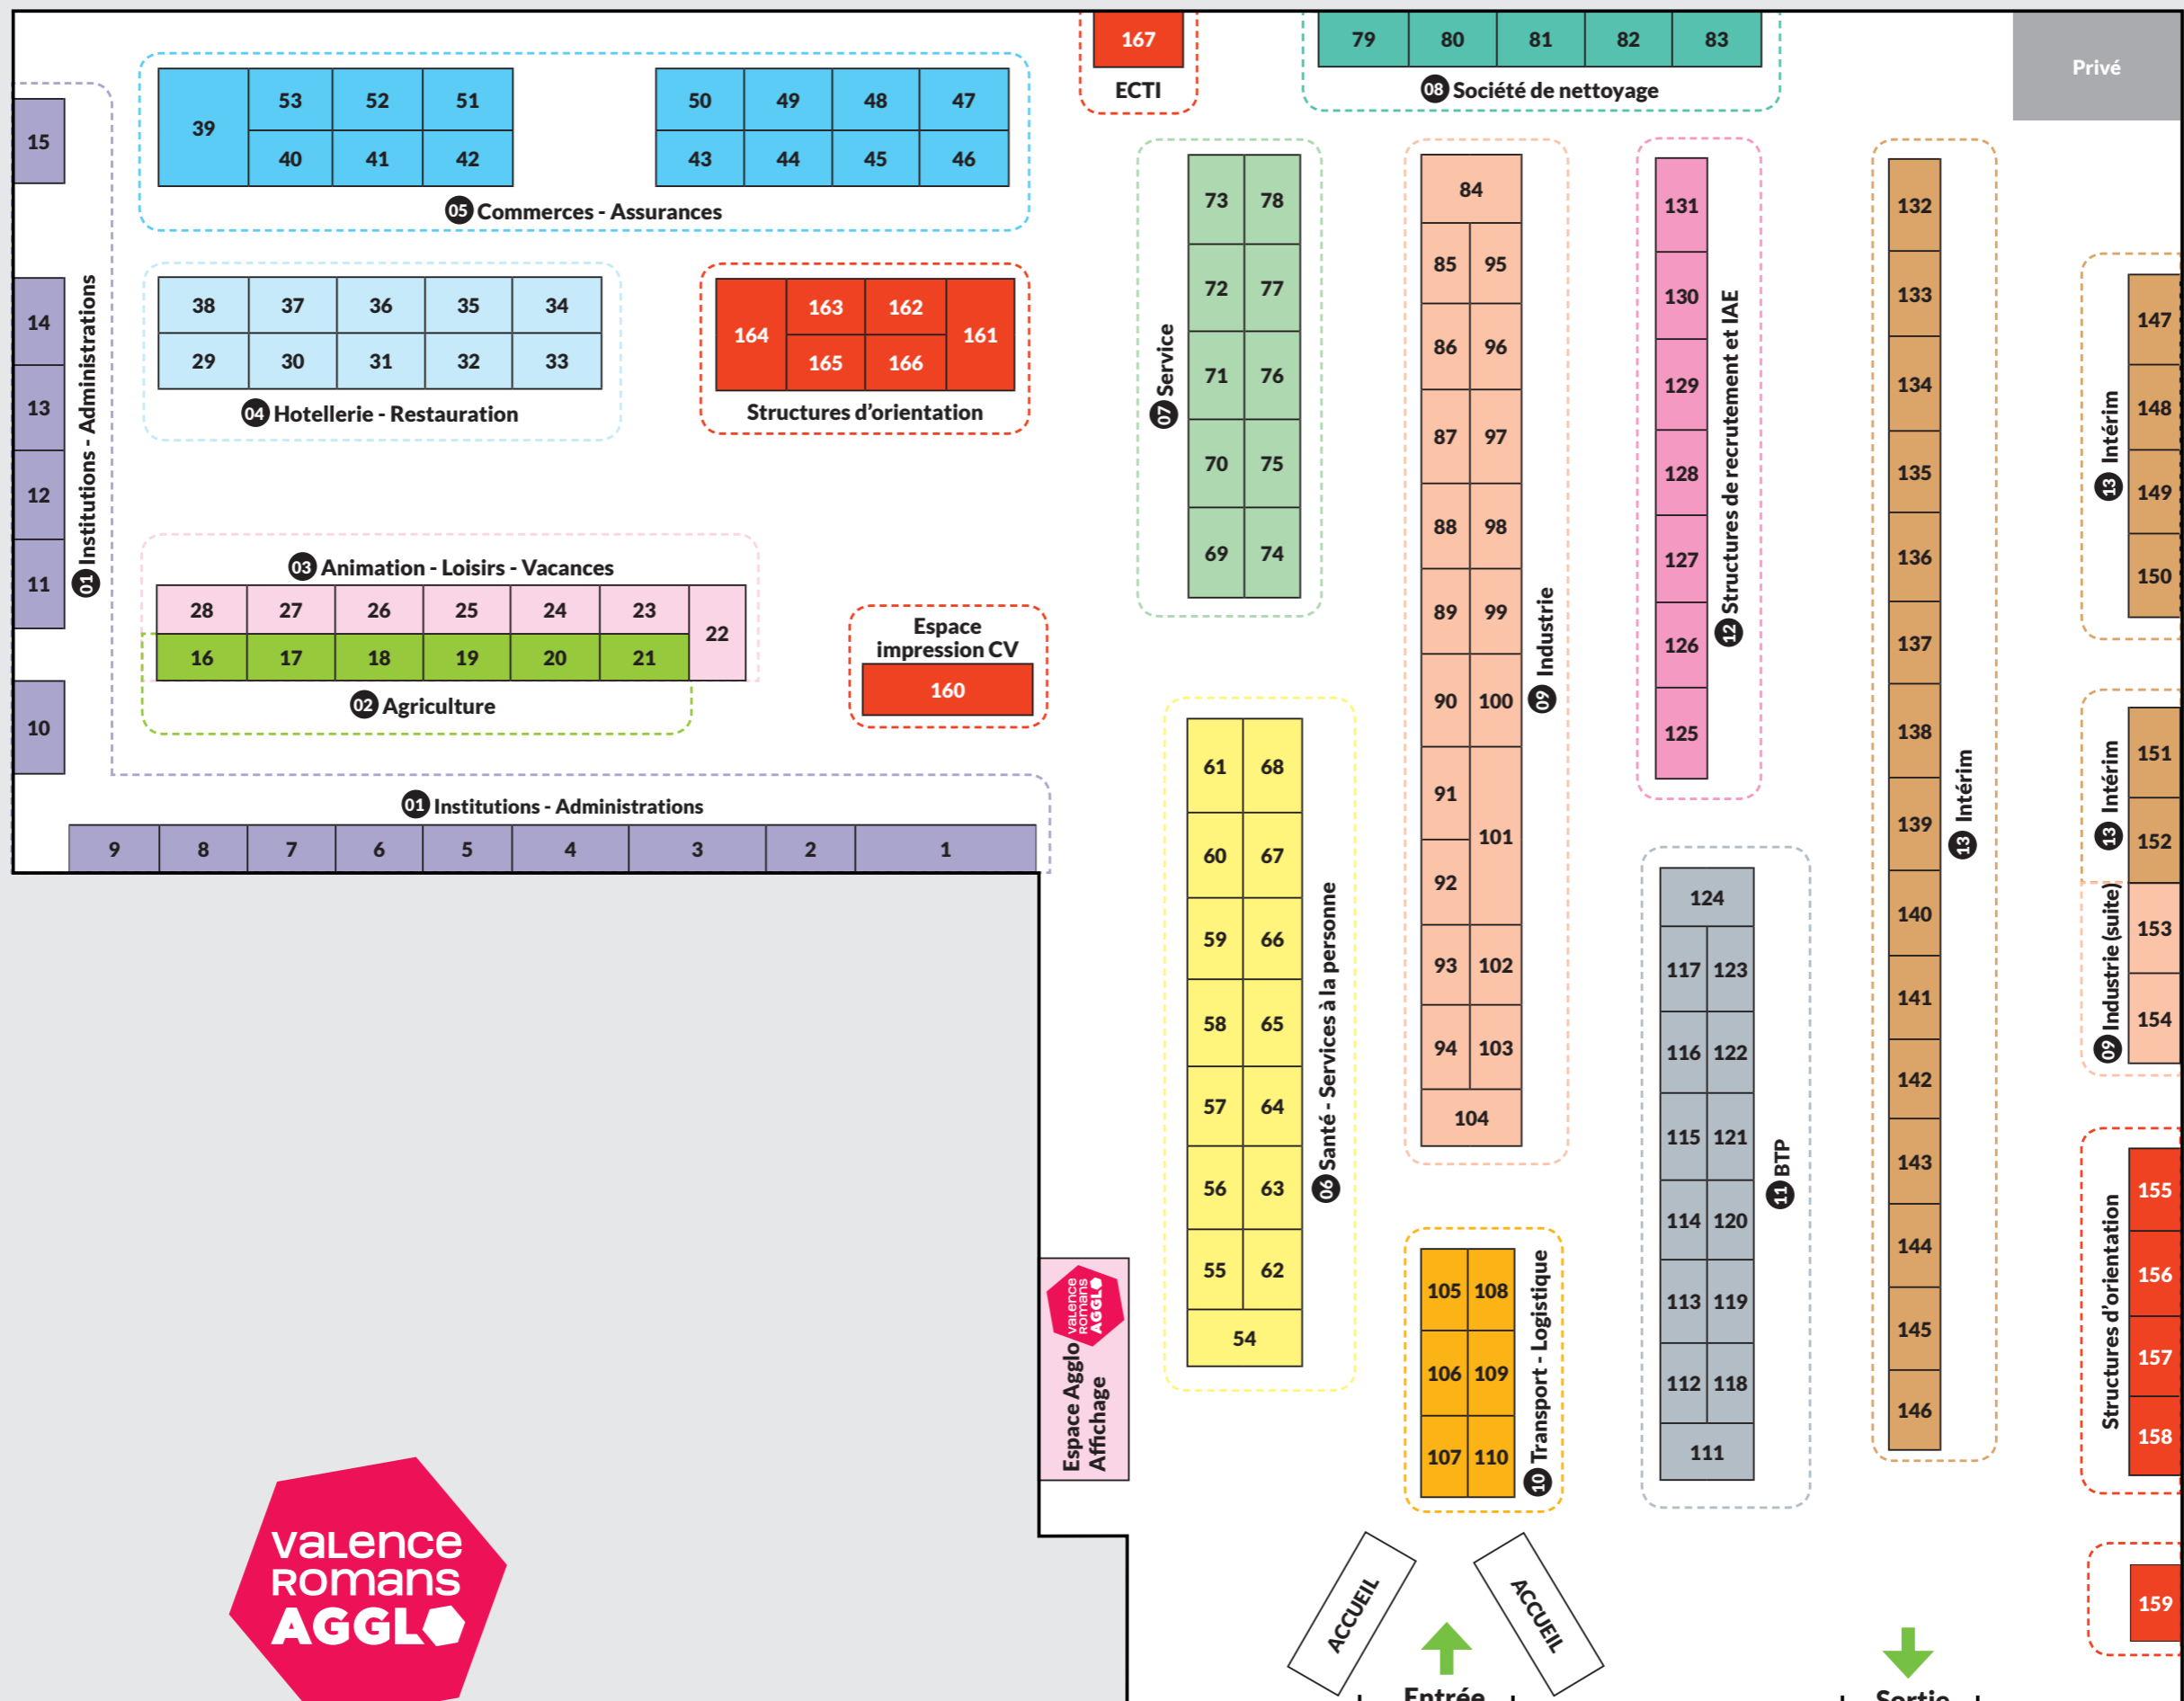 167
ECTI
79 80 81 82 83
08 Société de nettoyage
Privé
15
14
13
12
11
10
01 Institutions - Administrations
39 53 52 51
40 41 42
50 49 48 47
43 44 45 46
05 Commerces - Assurances
38 37 36 35 34
29 30 31 32 33
04 Hotellerie - Restauration
164 163 162 161
165 166
Structures d'orientation
03 Animation - Loisirs - Vacances
28 27 26 25 24 23 22
16 17 18 19 20 21
02 Agriculture
Espace
impression CV
160
01 Institutions - Administrations
9 8 7 6 5 4 3 2 1
07 Service
73 78
72 77
71 76
70 75
69 74
61 68
60 67
59 66
58 65
57 64
56 63
55 62
54
06 Santé - Services à la personne
84
85 95
86 96
87 97
88 98
89 99
90 100
91 101
92
93 102
94 103
104
09 Industrie
105 108
106 109
107 110
10 Transport - Logistique
131
130
129
128
127
126
125
12 Structures de recrutement et IAE
124
117 123
116 122
115 121
114 120
113 119
112 118
111
11 BTP
132
133
134
135
136
137
138
139
140
141
142
143
144
145
146
13 Intérim
147
148
149
150
13 Intérim
151
152
13 Intérim
153
154
09 Industrie (suite)
155
156
157
158
Structures d'orientation
159
valence
Romans
AGGLO
Espace Agglo
Affichage
valence
Romans
AGGLO
ACCUEIL
ACCUEIL
Entrée
Sortie